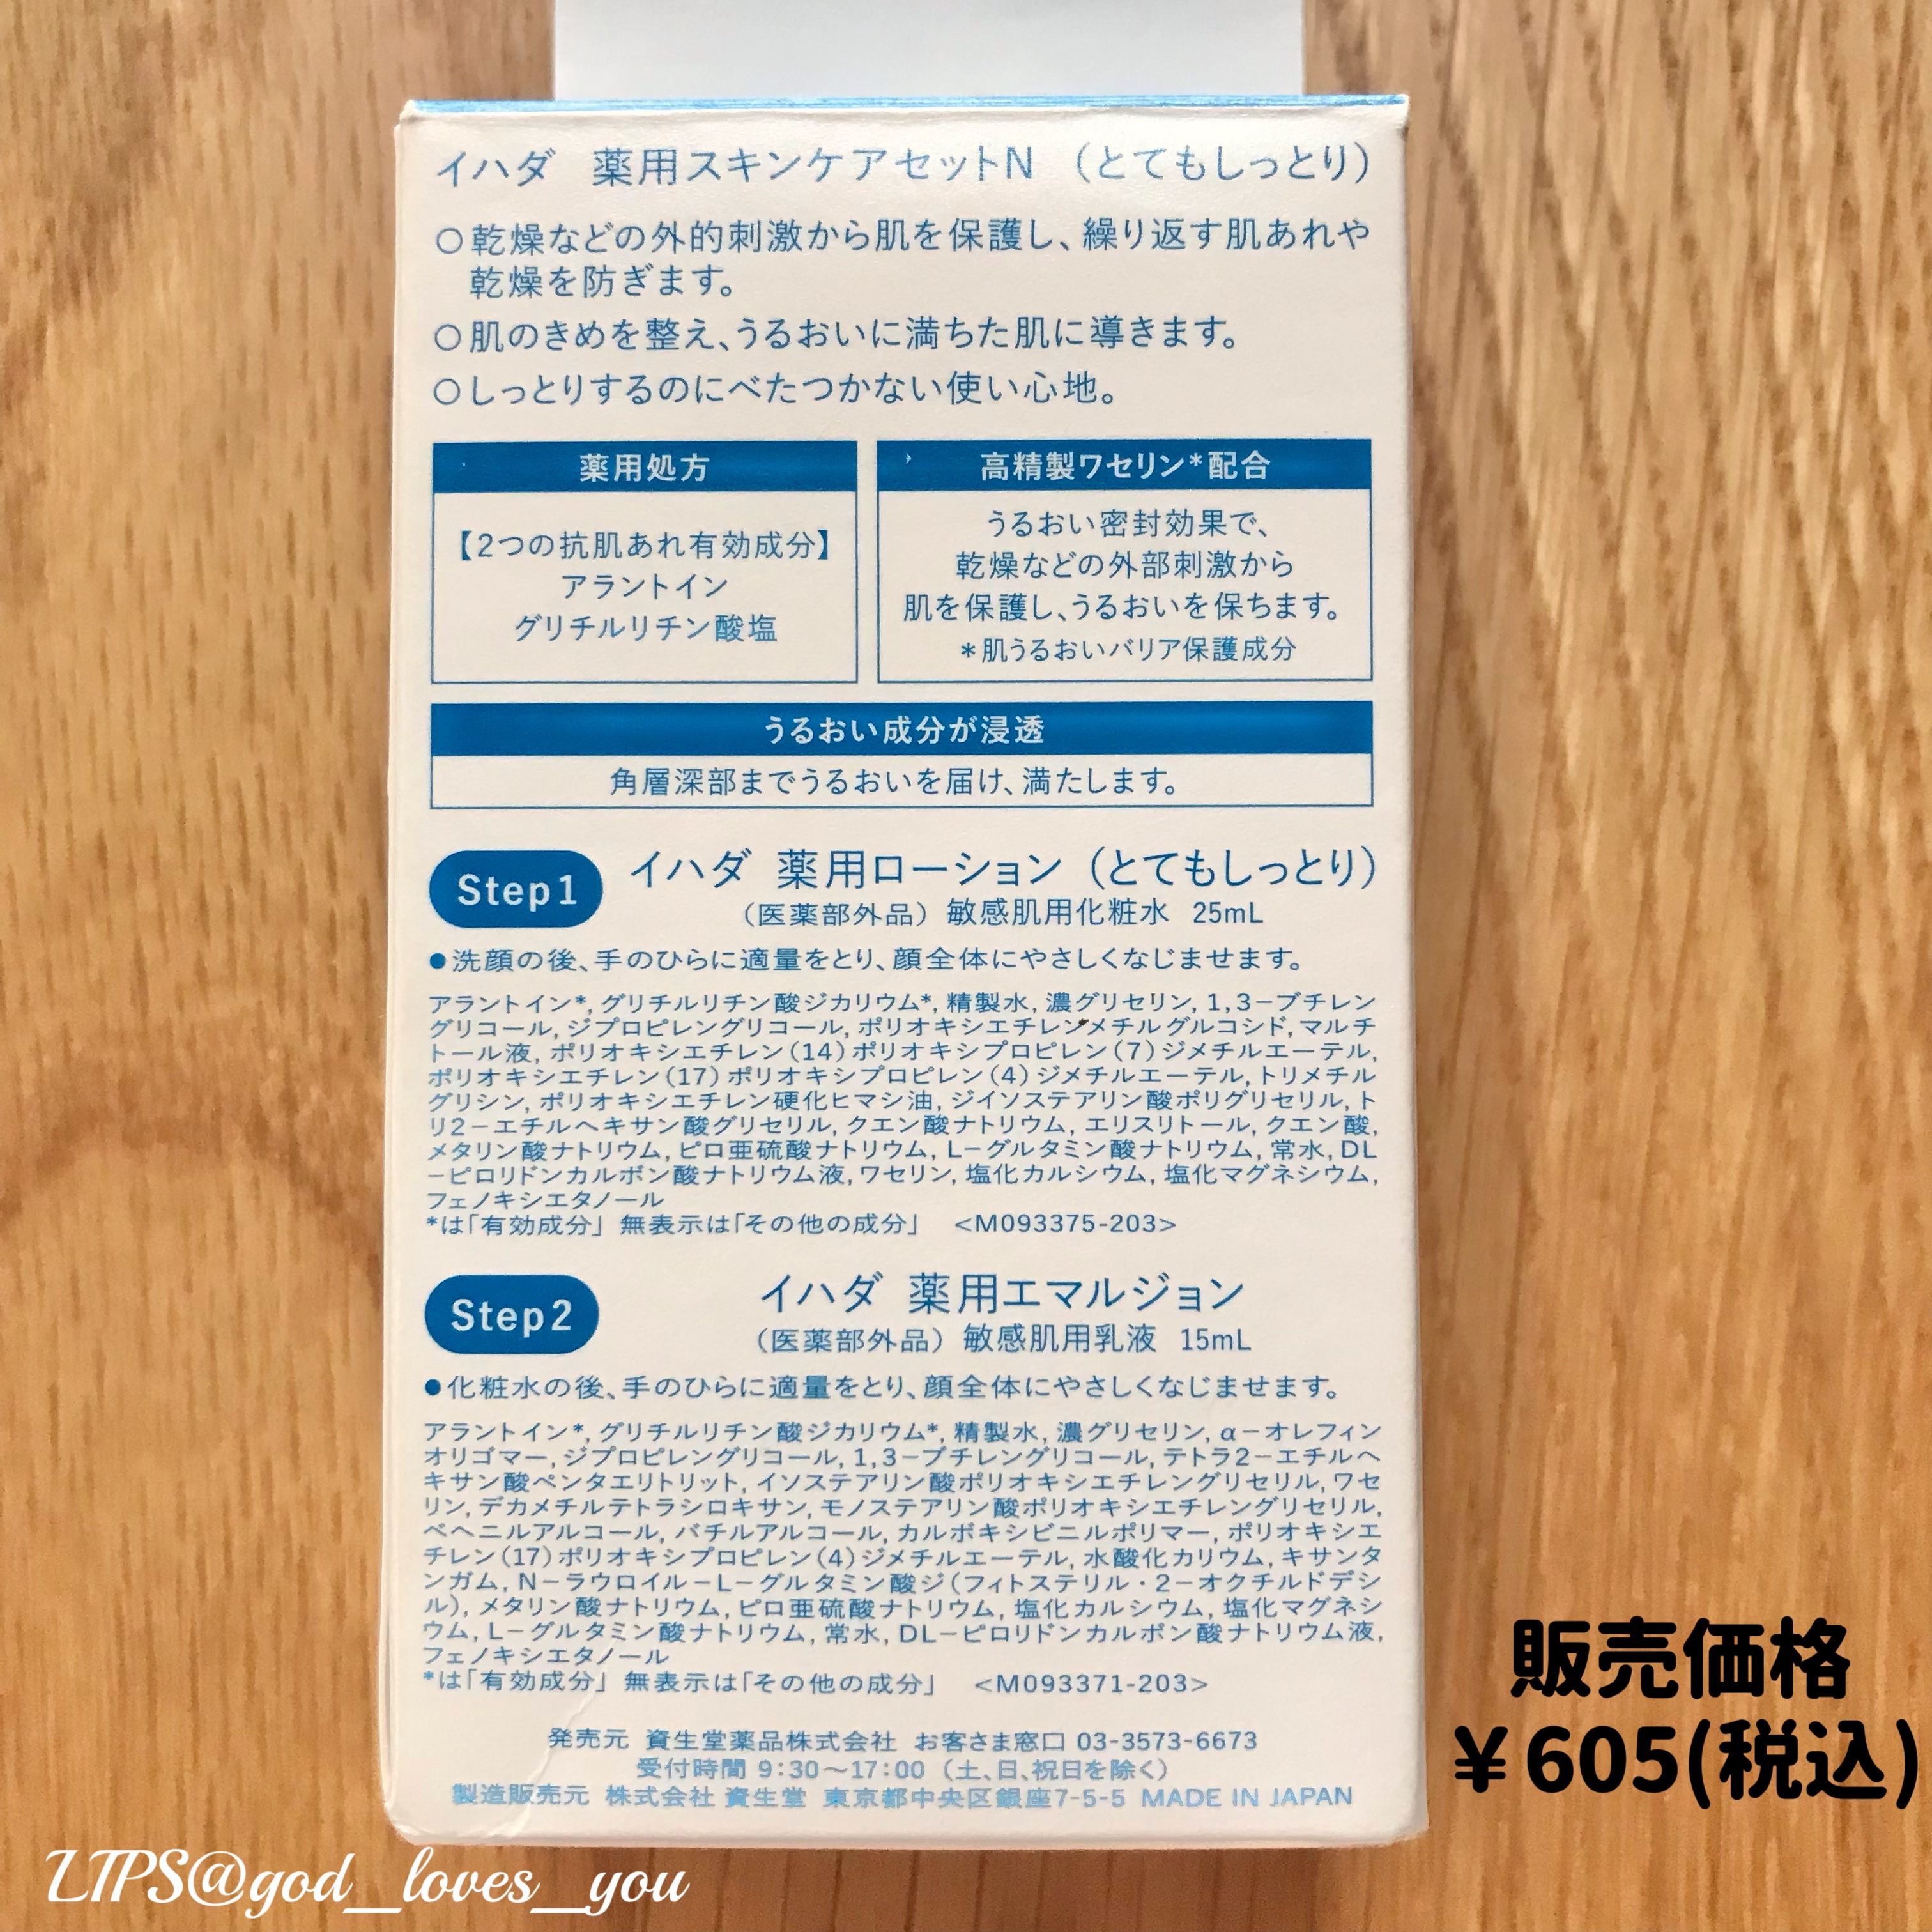 イハダ 薬用スキンケアセットN（とてもしっとり）
○乾燥などの外的刺激から肌を保護し、繰り返す肌あれや
乾燥を防ぎます。
○肌のきめを整え、うるおいに満ちた肌に導きます。
○しっとりするのにべたつかない使い心地。
薬用処方
【2つの抗肌あれ有効成分】
アラントイン
グリチルリチン酸塩
高精製ワセリン*配合
うるおい密封効果で、
乾燥などの外部刺激から
肌を保護し、うるおいを保ちます。
*肌うるおいバリア保護成分
うるおい成分が浸透
角層深部までうるおいを届け、満たします。
Step1
イハダ 薬用ローション（とてもしっとり）
（医薬部外品）敏感肌用化粧水 25mL
●洗顔の後、手のひらに適量をとり、顔全体にやさしくなじませます。
アラントイン*, グリチルリチン酸ジカリウム*, 精製水, 濃グリセリン, 1,3−ブチレン
グリコール, ジプロピレングリコール, ポリオキシエチレンメチルグルコシド, マルチ
トール液, ポリオキシエチレン(14)ポリオキシプロピレン(7)ジメチルエーテル,
ポリオキシエチレン(17)ポリオキシプロピレン(4)ジメチルエーテル, トリメチル
グリシン, ポリオキシエチレン硬化ヒマシ油, ジイソステアリン酸ポリグリセリル, ト
リ2−エチルヘキサン酸グリセリル, クエン酸ナトリウム, エリスリトール, クエン酸,
メタリン酸ナトリウム, ピロ亜硫酸ナトリウム, L−グルタミン酸ナトリウム, 常水, DL
−ピロリドンカルボン酸ナトリウム液, ワセリン, 塩化カルシウム, 塩化マグネシウム,
フェノキシエタノール
*は「有効成分」無表示は「その他の成分」 <M093375-203>
Step2
イハダ 薬用エマルジョン
（医薬部外品）敏感肌用乳液 15mL
●化粧水の後、手のひらに適量をとり、顔全体にやさしくなじませます。
アラントイン*, グリチルリチン酸ジカリウム*, 精製水, 濃グリセリン, α−オレフィン
オリゴマー, ジプロピレングリコール, 1,3−ブチレングリコール, テトラ2−エチルヘ
キサン酸ペンタエリトリット, イソステアリン酸ポリオキシエチレングリセリル, ワセ
リン, デカメチルテトラシロキサン, モノステアリン酸ポリオキシエチレングリセリル,
ベヘニルアルコール, バチルアルコール, カルボキシビニルポリマー, ポリオキシエ
チレン(17)ポリオキシプロピレン(4)ジメチルエーテル, 水酸化カリウム, キサンタ
ンガム, N−ラウロイル−L−グルタミン酸ジ(フィトステリル・2−オクチルドデシ
ル), メタリン酸ナトリウム, ピロ亜硫酸ナトリウム, 塩化カルシウム, 塩化マグネシ
ウム, L−グルタミン酸ナトリウム, 常水, DL−ピロリドンカルボン酸ナトリウム液,
フェノキシエタノール
*は「有効成分」無表示は「その他の成分」 <M093371-203>
発売元 資生堂薬品株式会社 お客さま窓口 03-3573-6673
受付時間 9:30〜17:00（土、日、祝日を除く）
製造販売元 株式会社 資生堂 東京都中央区銀座7-5-5 MADE IN JAPAN
販売価格
￥605(税込)
LIPS@god_loves_you